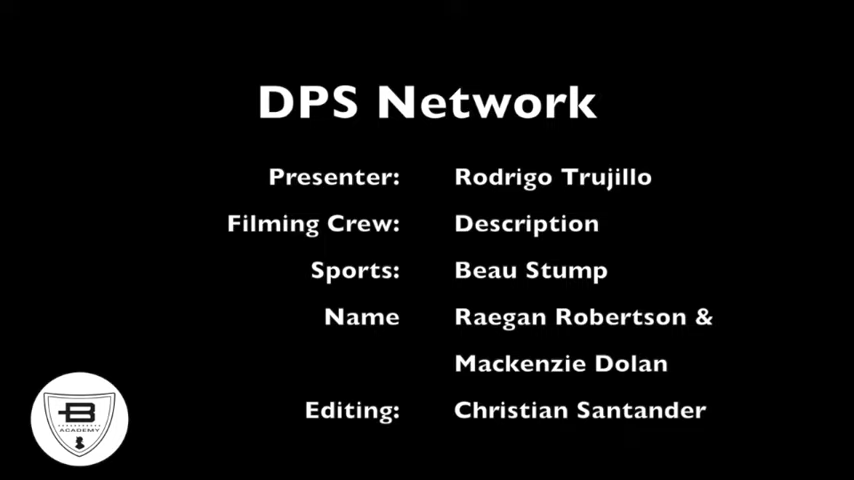 DPS Network
Presenter: Rodrigo Trujillo
Filming Crew: Description
Sports: Beau Stump
Name Raegan Robertson &
Mackenzie Dolan
Editing: Christian Santander
B
ACADEMY